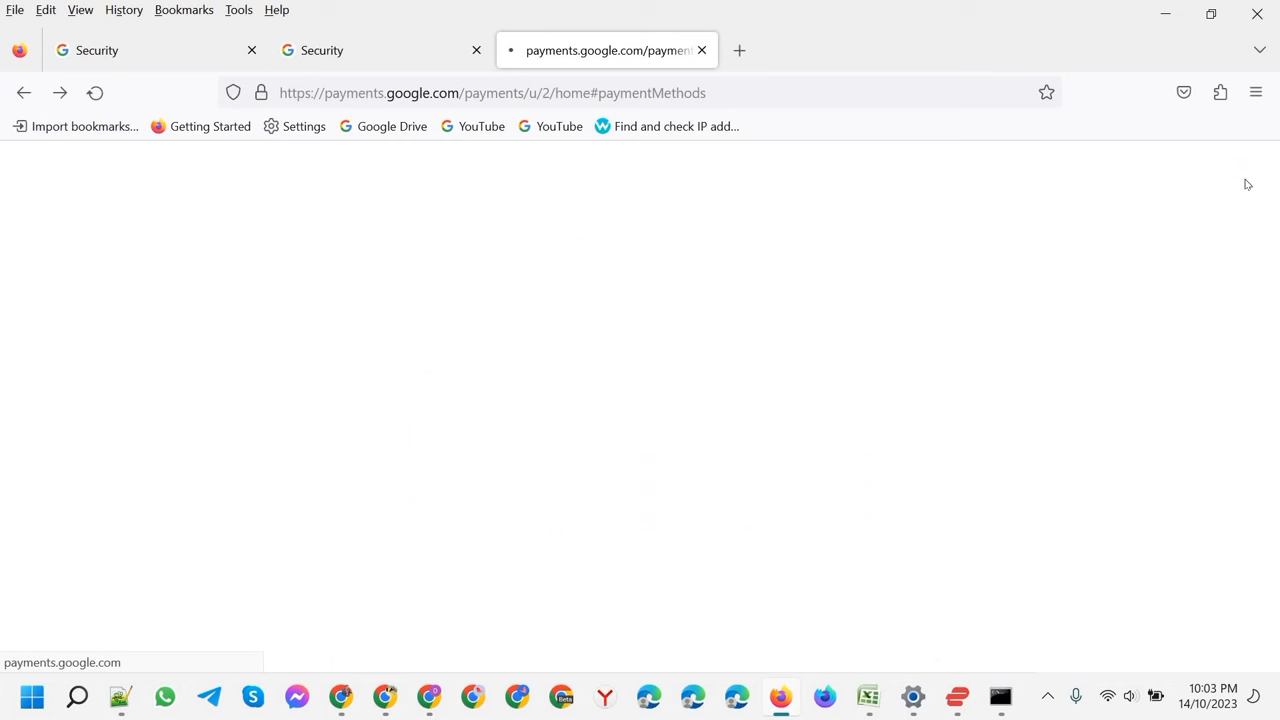 File Edit View History Bookmarks Tools Help
Security Security payments.google.com/payment
https://payments.google.com/payments/u/2/home#paymentMethods
Import bookmarks... Getting Started Settings Google Drive YouTube YouTube Find and check IP add...
payments.google.com
Beta
10:03 PM
14/10/2023